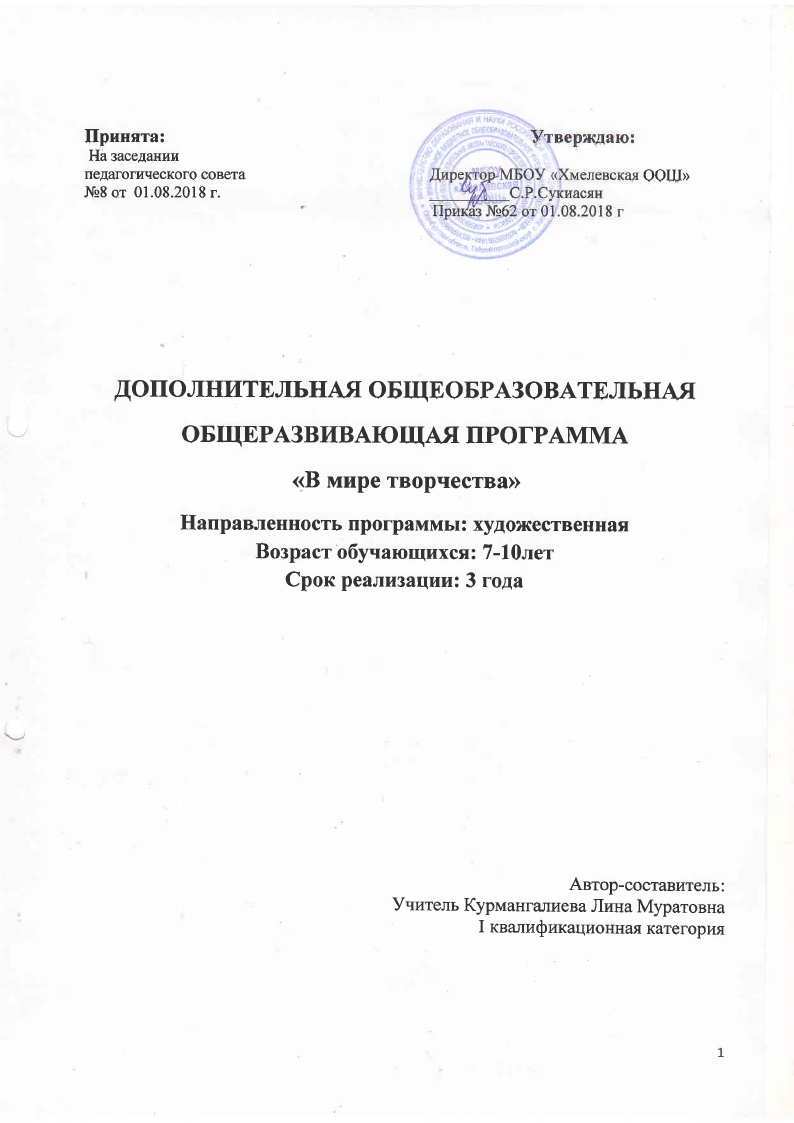 Принята:
На заседании
педагогического совета
№8 от 01.08.2018 г.
Утверждаю:
Директор МБОУ «Хмелевская ООШ»
__________С.Р.Сукиасян
Приказ №62 от 01.08.2018 г
ДОПОЛНИТЕЛЬНАЯ ОБЩЕОБРАЗОВАТЕЛЬНАЯ
ОБЩЕРАЗВИВАЮЩАЯ ПРОГРАММА
«В мире творчества»
Направленность программы: художественная
Возраст обучающихся: 7-10лет
Срок реализации: 3 года
Автор-составитель:
Учитель Курмангалиева Лина Муратовна
I квалификационная категория
1